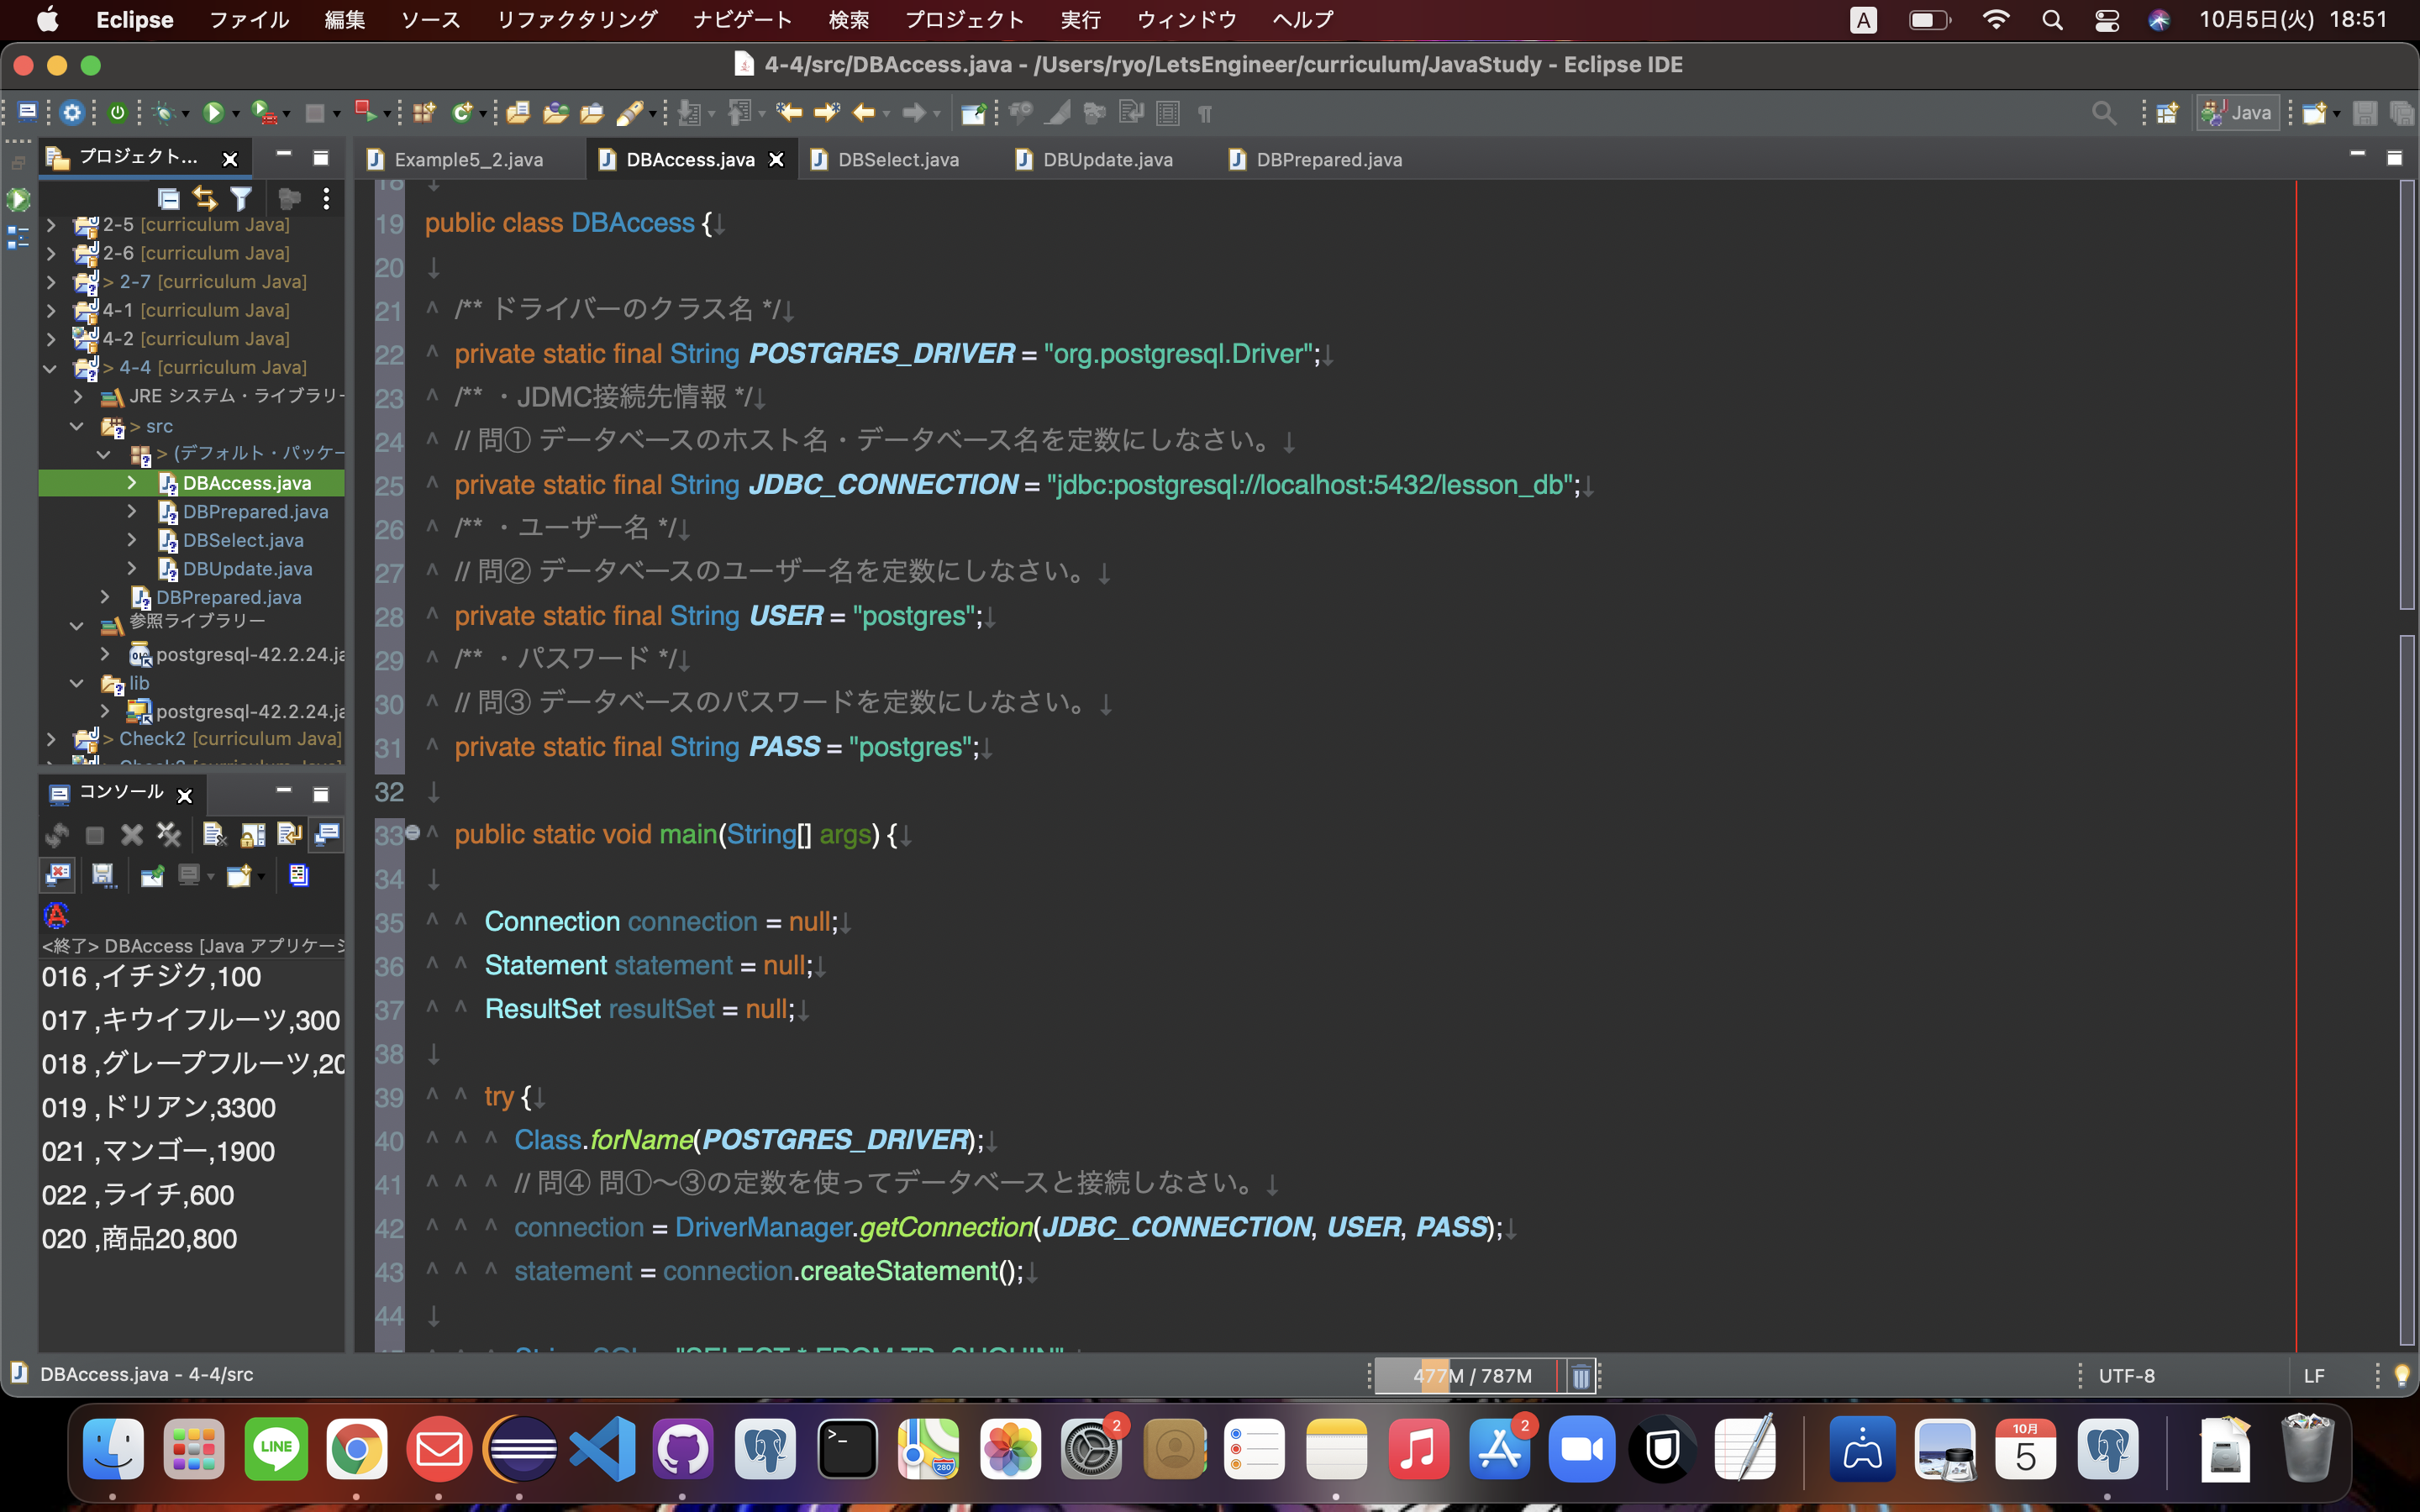 Eclipse ファイル 編集 ソース リファクタリング ナビゲート 検索 プロジェクト 実行 ウィンドウ ヘルプ A 10月5日(火) 18:51
4-4/src/DBAccess.java - /Users/ryo/LetsEngineer/curriculum/JavaStudy - Eclipse IDE
Java
プロジェクト...
2-5 [curriculum Java]
2-6 [curriculum Java]
> 2-7 [curriculum Java]
4-1 [curriculum Java]
4-2 [curriculum Java]
> 4-4 [curriculum Java]
JRE システム・ライブラリー
> src
> (デフォルト・パッケー
DBAccess.java
DBPrepared.java
DBSelect.java
DBUpdate.java
DBPrepared.java
参照ライブラリー
postgresql-42.2.24.ja
lib
postgresql-42.2.24.ja
> Check2 [curriculum Java]
コンソール
<終了> DBAccess [Java アプリケーシ
016 ,イチジク,100
017 ,キウイフルーツ,300
018 ,グレープフルーツ,20
019 ,ドリアン,3300
021 ,マンゴー,1900
022 ,ライチ,600
020 ,商品20,800
Example5_2.java DBAccess.java DBSelect.java DBUpdate.java DBPrepared.java
18 ↓
19 public class DBAccess {↓
20 ↓
21 ^ /** ドライバーのクラス名 */↓
22 ^ private static final String POSTGRES_DRIVER = "org.postgresql.Driver";↓
23 ^ /** ・JDMC接続先情報 */↓
24 ^ // 問① データベースのホスト名・データベース名を定数にしなさい。↓
25 ^ private static final String JDBC_CONNECTION = "jdbc:postgresql://localhost:5432/lesson_db";↓
26 ^ /** ・ユーザー名 */↓
27 ^ // 問② データベースのユーザー名を定数にしなさい。↓
28 ^ private static final String USER = "postgres";↓
29 ^ /** ・パスワード */↓
30 ^ // 問③ データベースのパスワードを定数にしなさい。↓
31 ^ private static final String PASS = "postgres";↓
32 ↓
33 ^ public static void main(String[] args) {↓
34 ↓
35 ^ ^ Connection connection = null;↓
36 ^ ^ Statement statement = null;↓
37 ^ ^ ResultSet resultSet = null;↓
38 ↓
39 ^ ^ try {↓
40 ^ ^ ^ Class.forName(POSTGRES_DRIVER);↓
41 ^ ^ ^ // 問④ 問①〜③の定数を使ってデータベースと接続しなさい。↓
42 ^ ^ ^ connection = DriverManager.getConnection(JDBC_CONNECTION, USER, PASS);↓
43 ^ ^ ^ statement = connection.createStatement();↓
44 ↓
DBAccess.java - 4-4/src 477M / 787M UTF-8 LF
LINE
2
280
2
10月
5